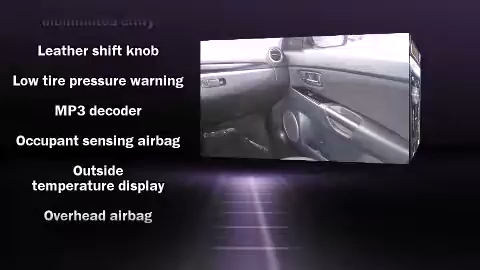 Leather shift knob
Low tire pressure warning
MP3 decoder
Occupant sensing airbag
Outside
temperature display
Overhead airbag